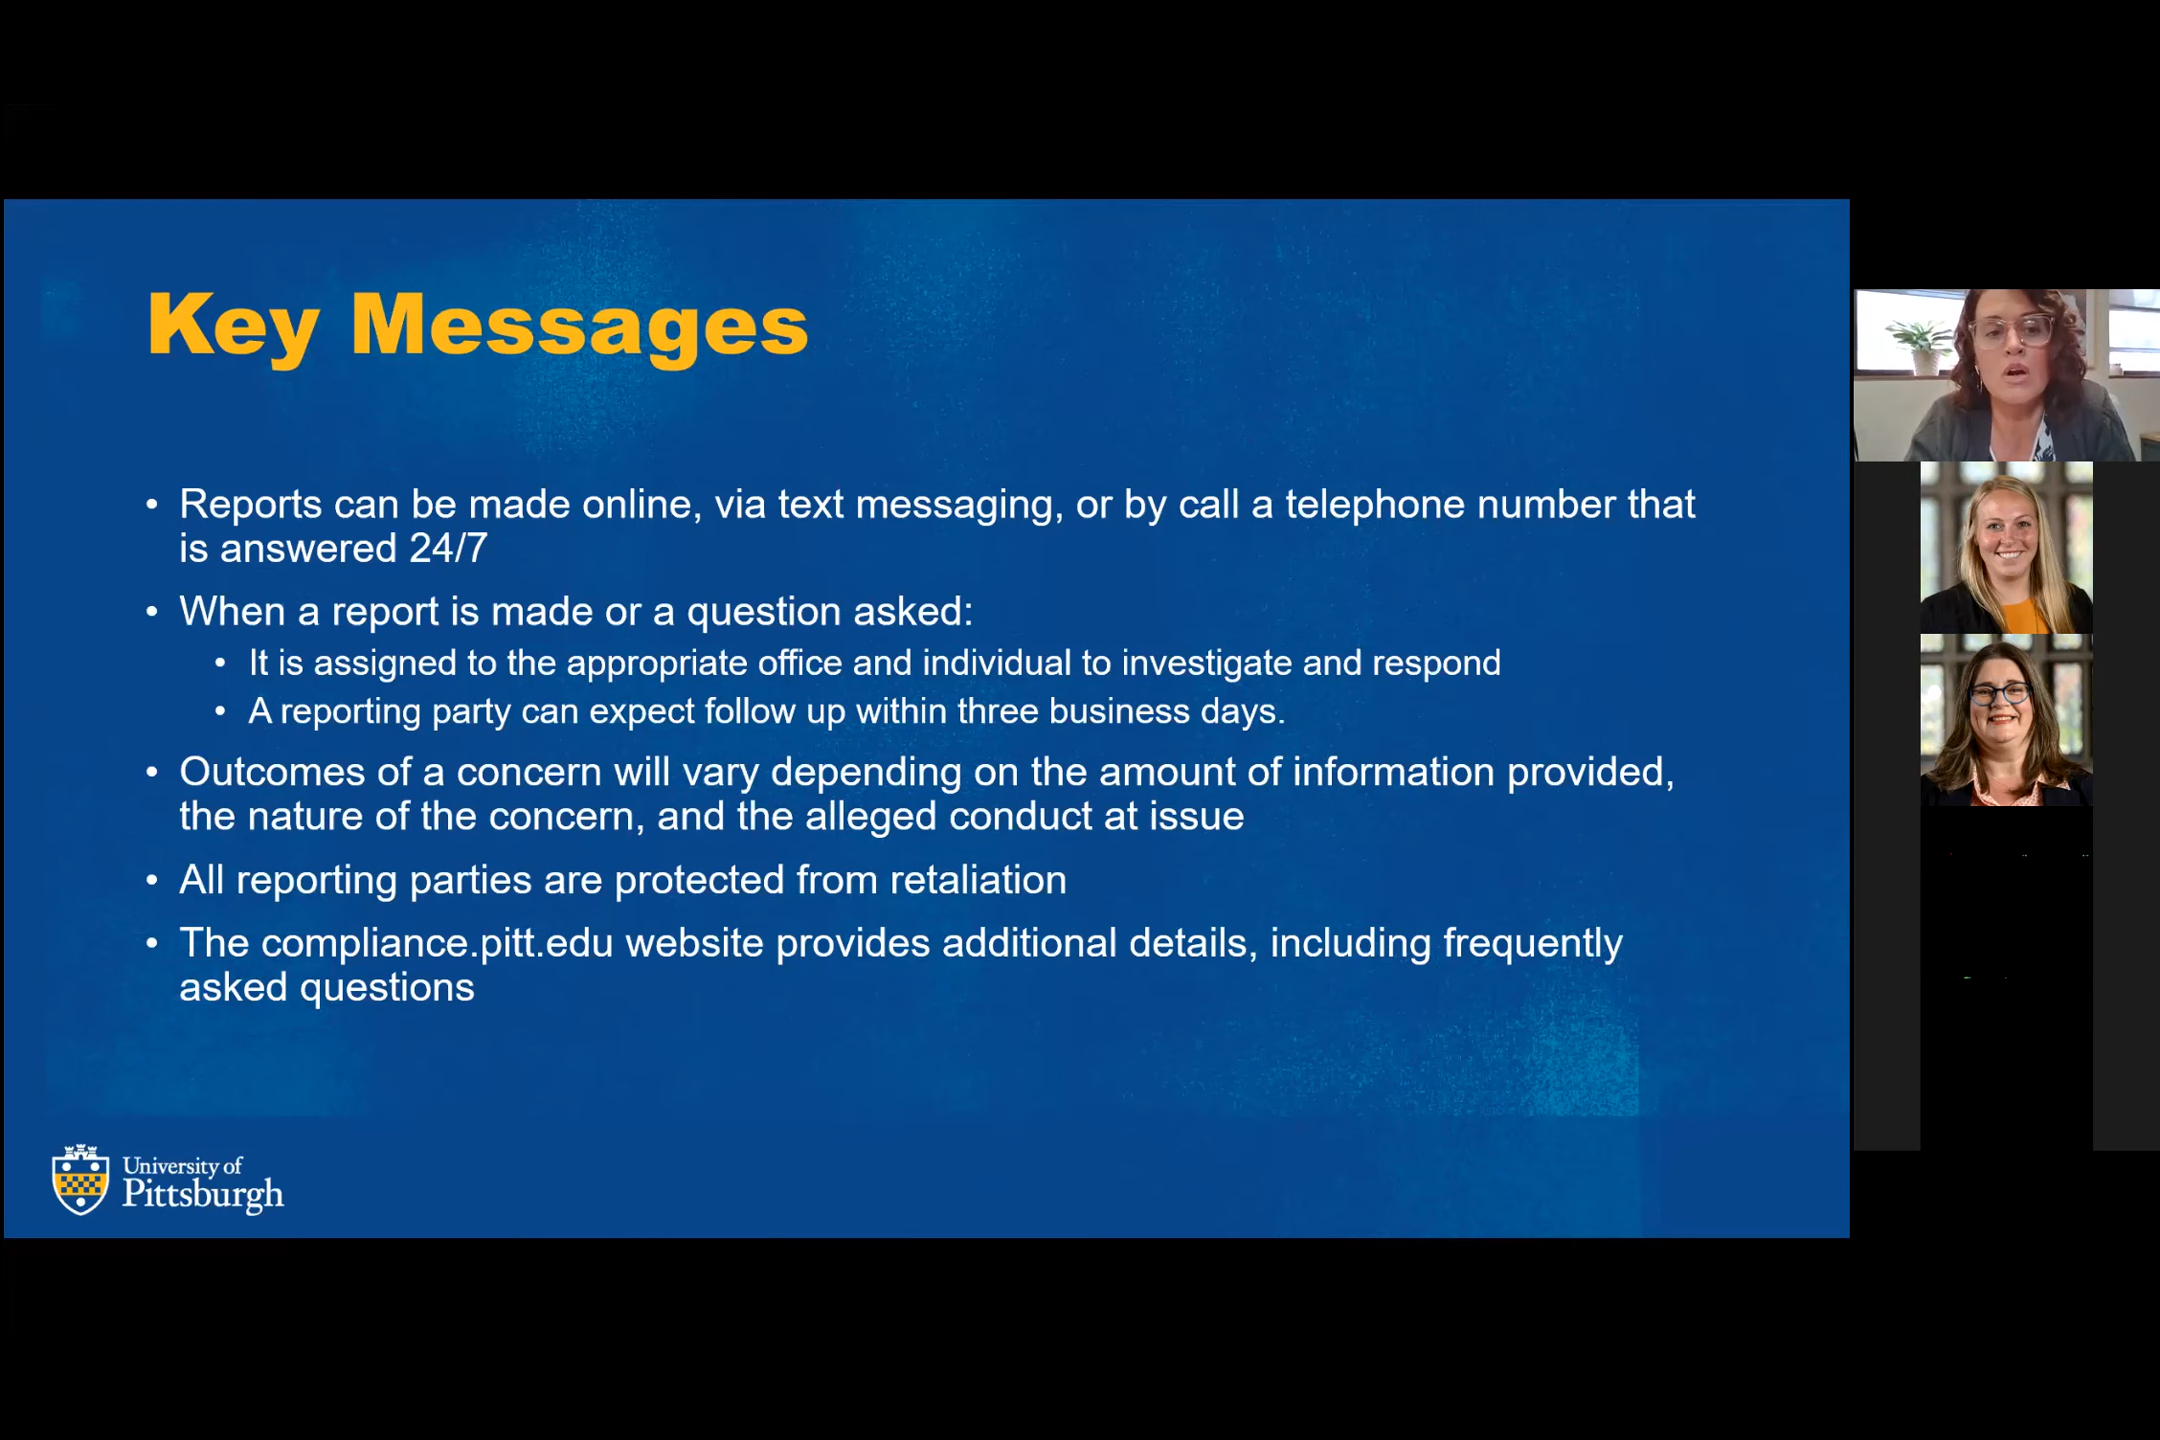 Key Messages
• Reports can be made online, via text messaging, or by call a telephone number that
is answered 24/7
• When a report is made or a question asked:
• It is assigned to the appropriate office and individual to investigate and respond
• A reporting party can expect follow up within three business days.
• Outcomes of a concern will vary depending on the amount of information provided,
the nature of the concern, and the alleged conduct at issue
• All reporting parties are protected from retaliation
• The compliance.pitt.edu website provides additional details, including frequently
asked questions
University of
Pittsburgh